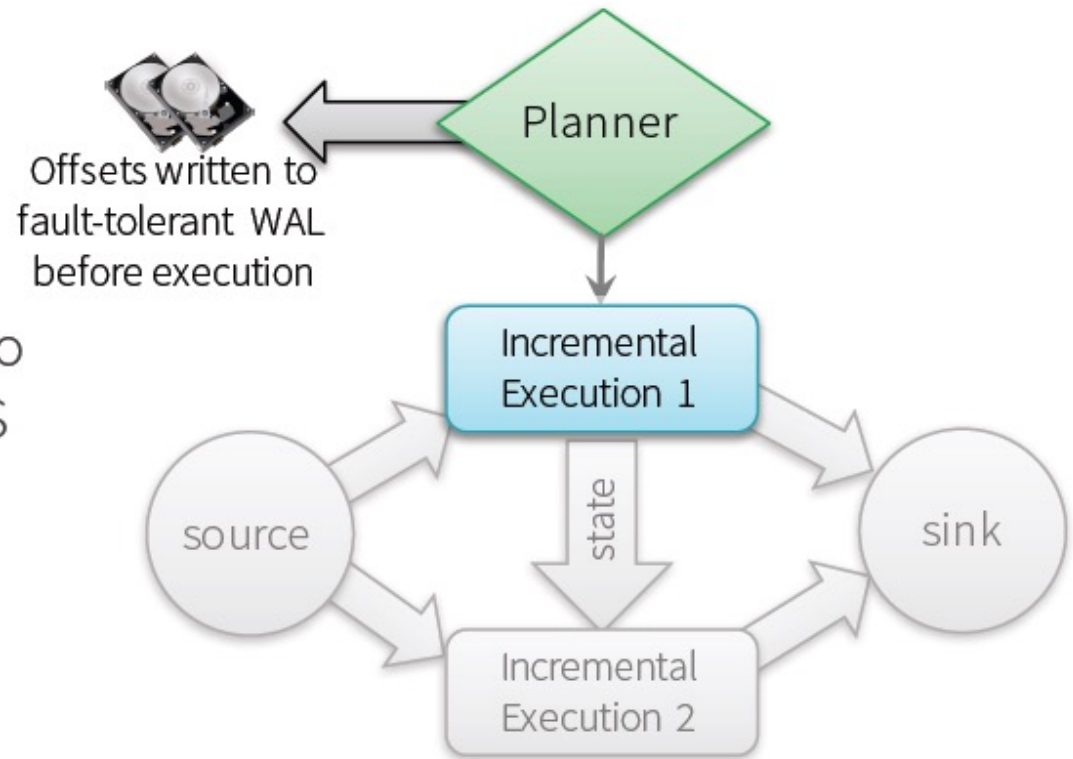 Planner
Offsets written to
fault-tolerant WAL
before execution
Incremental
Execution 1
source
state
sink
Incremental
Execution 2